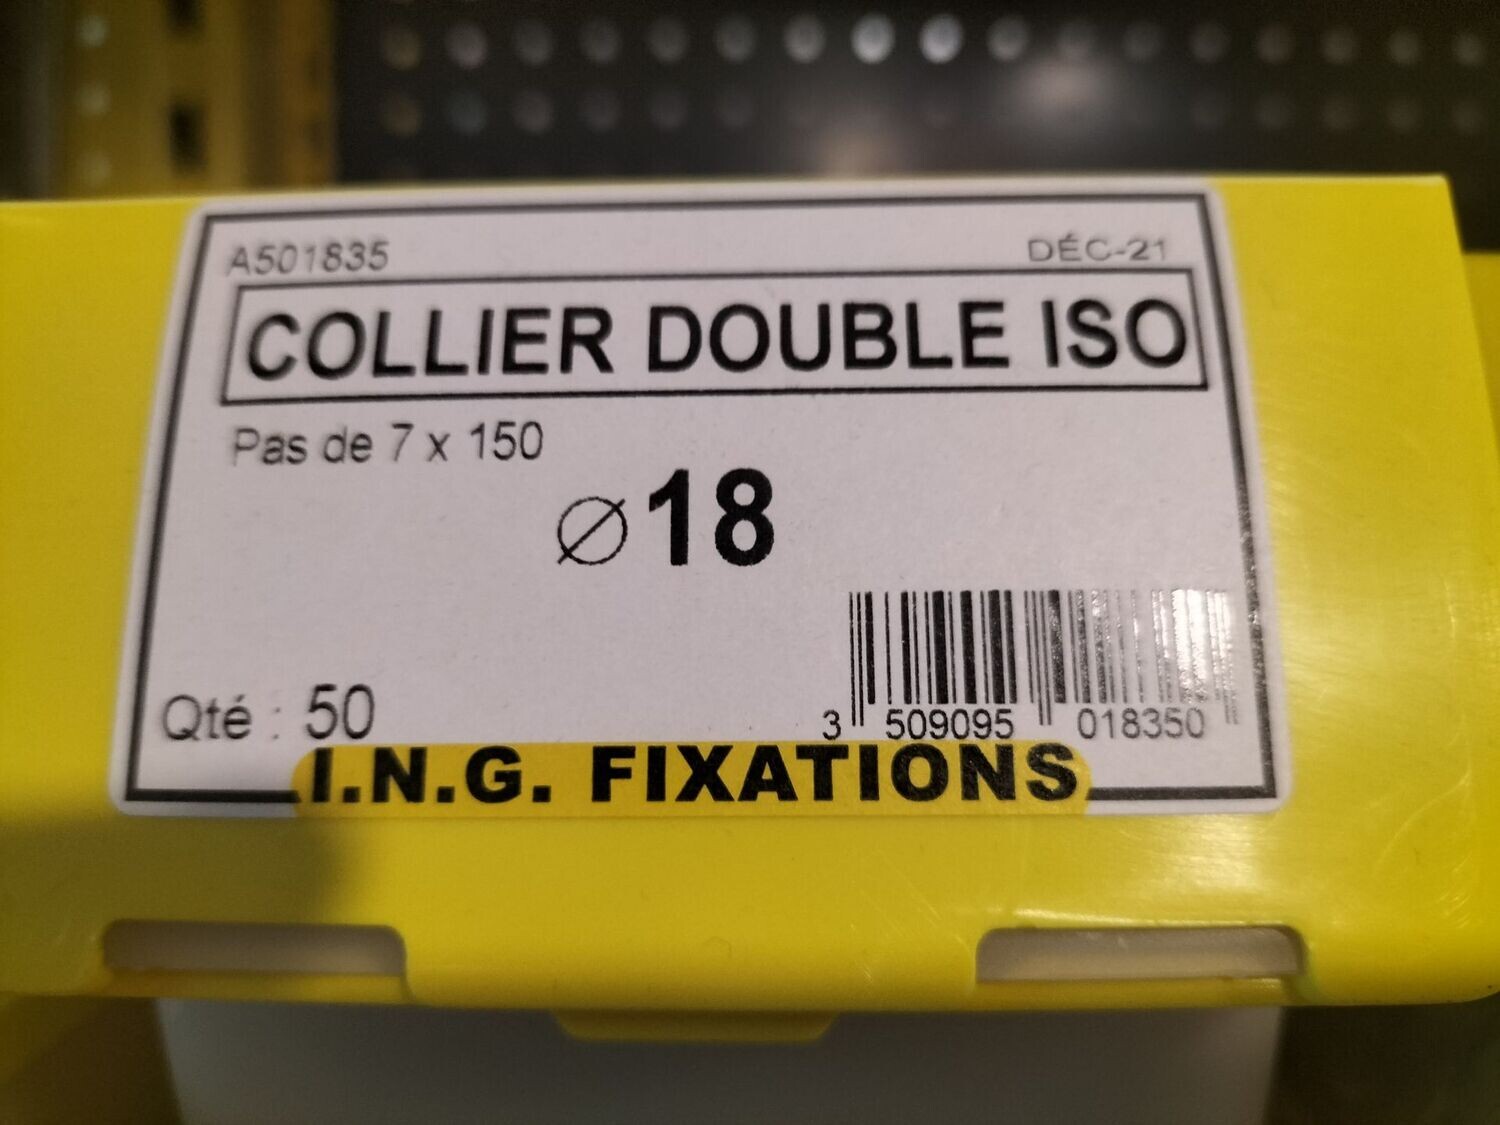 A501835
DÉC-21
COLLIER DOUBLE ISO
Pas de 7 x 150
⌀ 18
Qté : 50
3 509095 018350
I.N.G. FIXATIONS